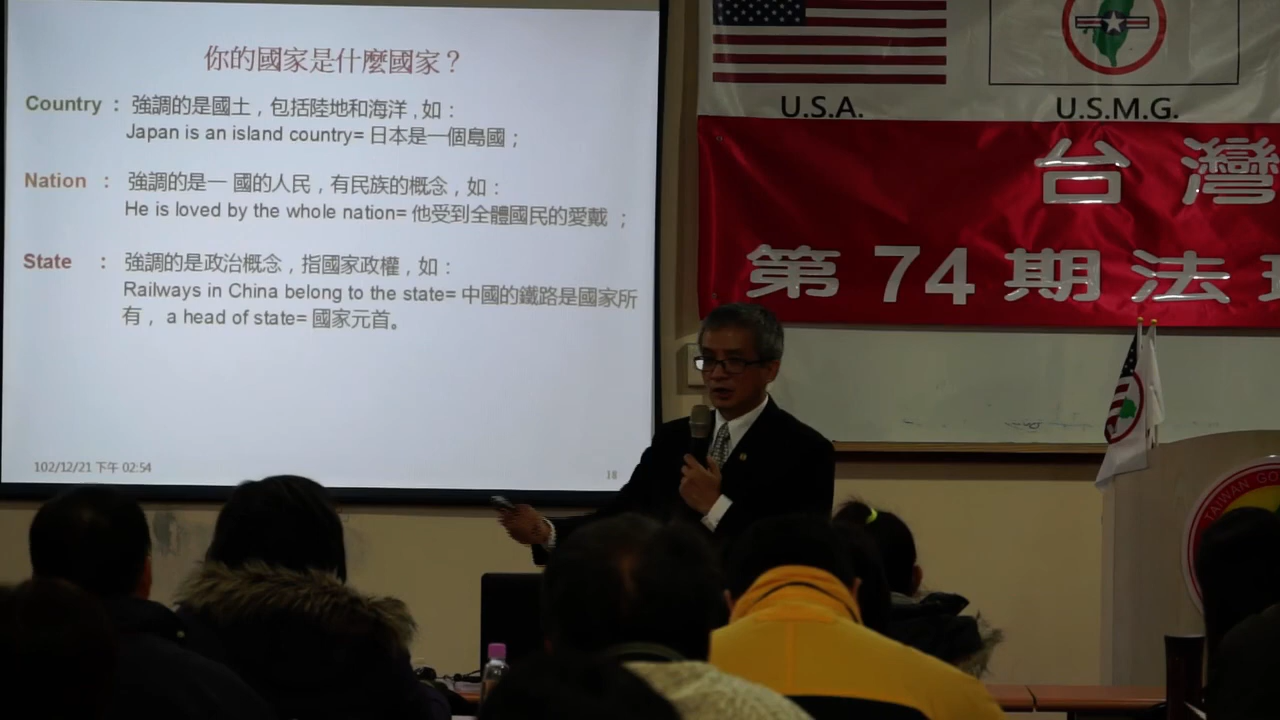 你的國家是什麼國家？
Country ： 強調的是國土，包括陸地和海洋，如：
Japan is an island country= 日本是一個島國；
Nation ： 強調的是一 國的人民，有民族的概念，如：
He is loved by the whole nation= 他受到全體國民的愛戴 ；
State ： 強調的是政治概念，指國家政權，如：
Railways in China belong to the state= 中國的鐵路是國家所
有， a head of state= 國家元首。
102/12/21 下午 02:54
18
U.S.A.
U.S.M.G.
台灣
第74期法
TAIWAN GO